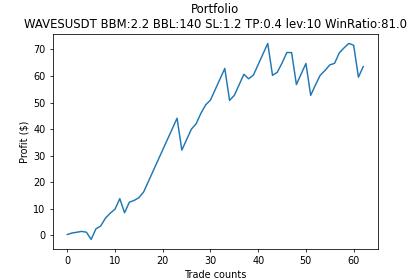 Portfolio
WAVESUSDT BBM:2.2 BBL:140 SL:1.2 TP:0.4 lev:10 WinRatio:81.0
Profit ($)
70
60
50
40
30
20
10
0
0 10 20 30 40 50 60
Trade counts